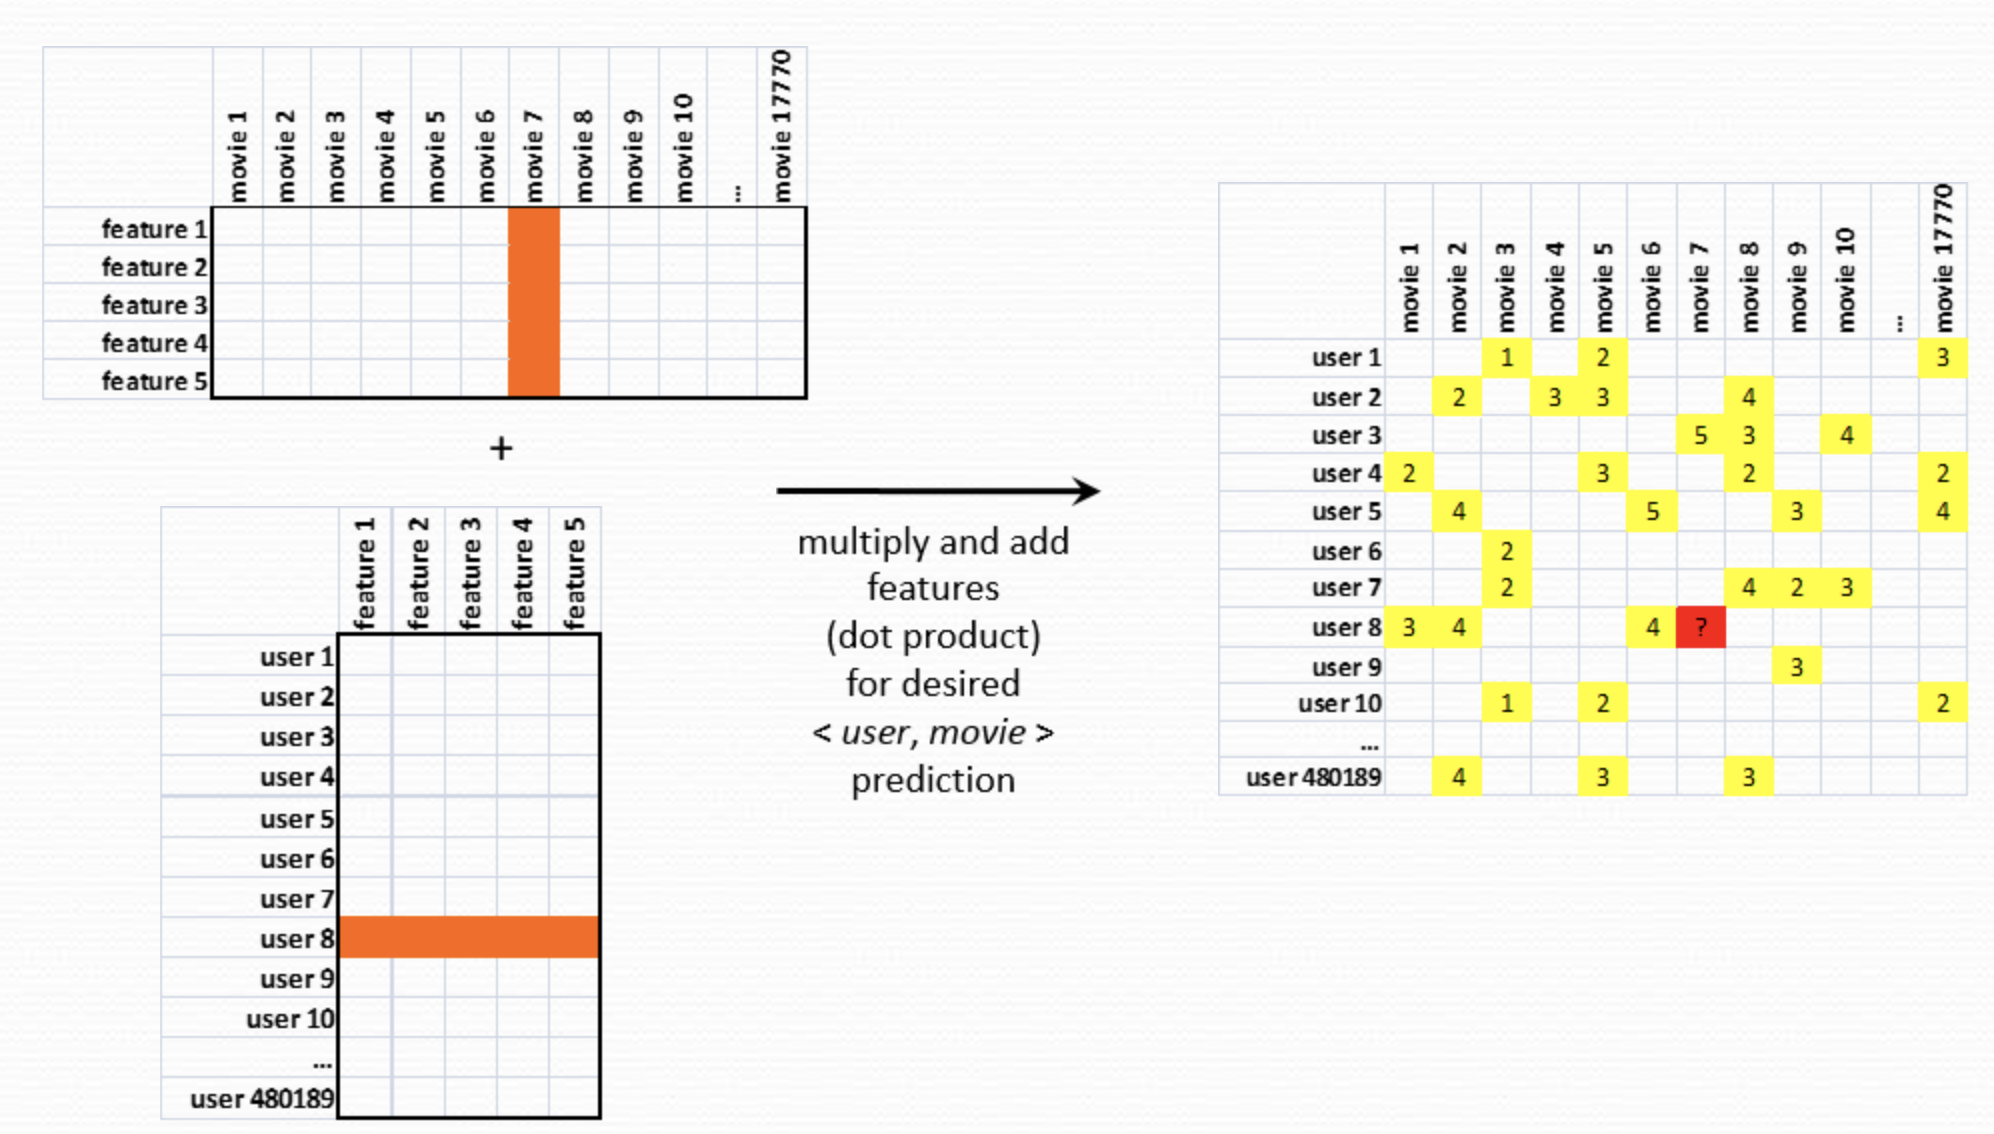 movie 1 movie 2 movie 3 movie 4 movie 5 movie 6 movie 7 movie 8 movie 9 movie 10 ... movie 17770
feature 1
feature 2
feature 3
feature 4
feature 5
+
feature 1 feature 2 feature 3 feature 4 feature 5
user 1
user 2
user 3
user 4
user 5
user 6
user 7
user 8
user 9
user 10
...
user 480189
multiply and add
features
(dot product)
for desired
< user, movie >
prediction
movie 1 movie 2 movie 3 movie 4 movie 5 movie 6 movie 7 movie 8 movie 9 movie 10 ... movie 17770
user 1 1 2 3
user 2 2 3 3 4
user 3 5 3 4
user 4 2 3 2 2
user 5 4 5 3 4
user 6 2
user 7 2 4 2 3
user 8 3 4 4 ?
user 9 3
user 10 1 2 2
...
user 480189 4 3 3